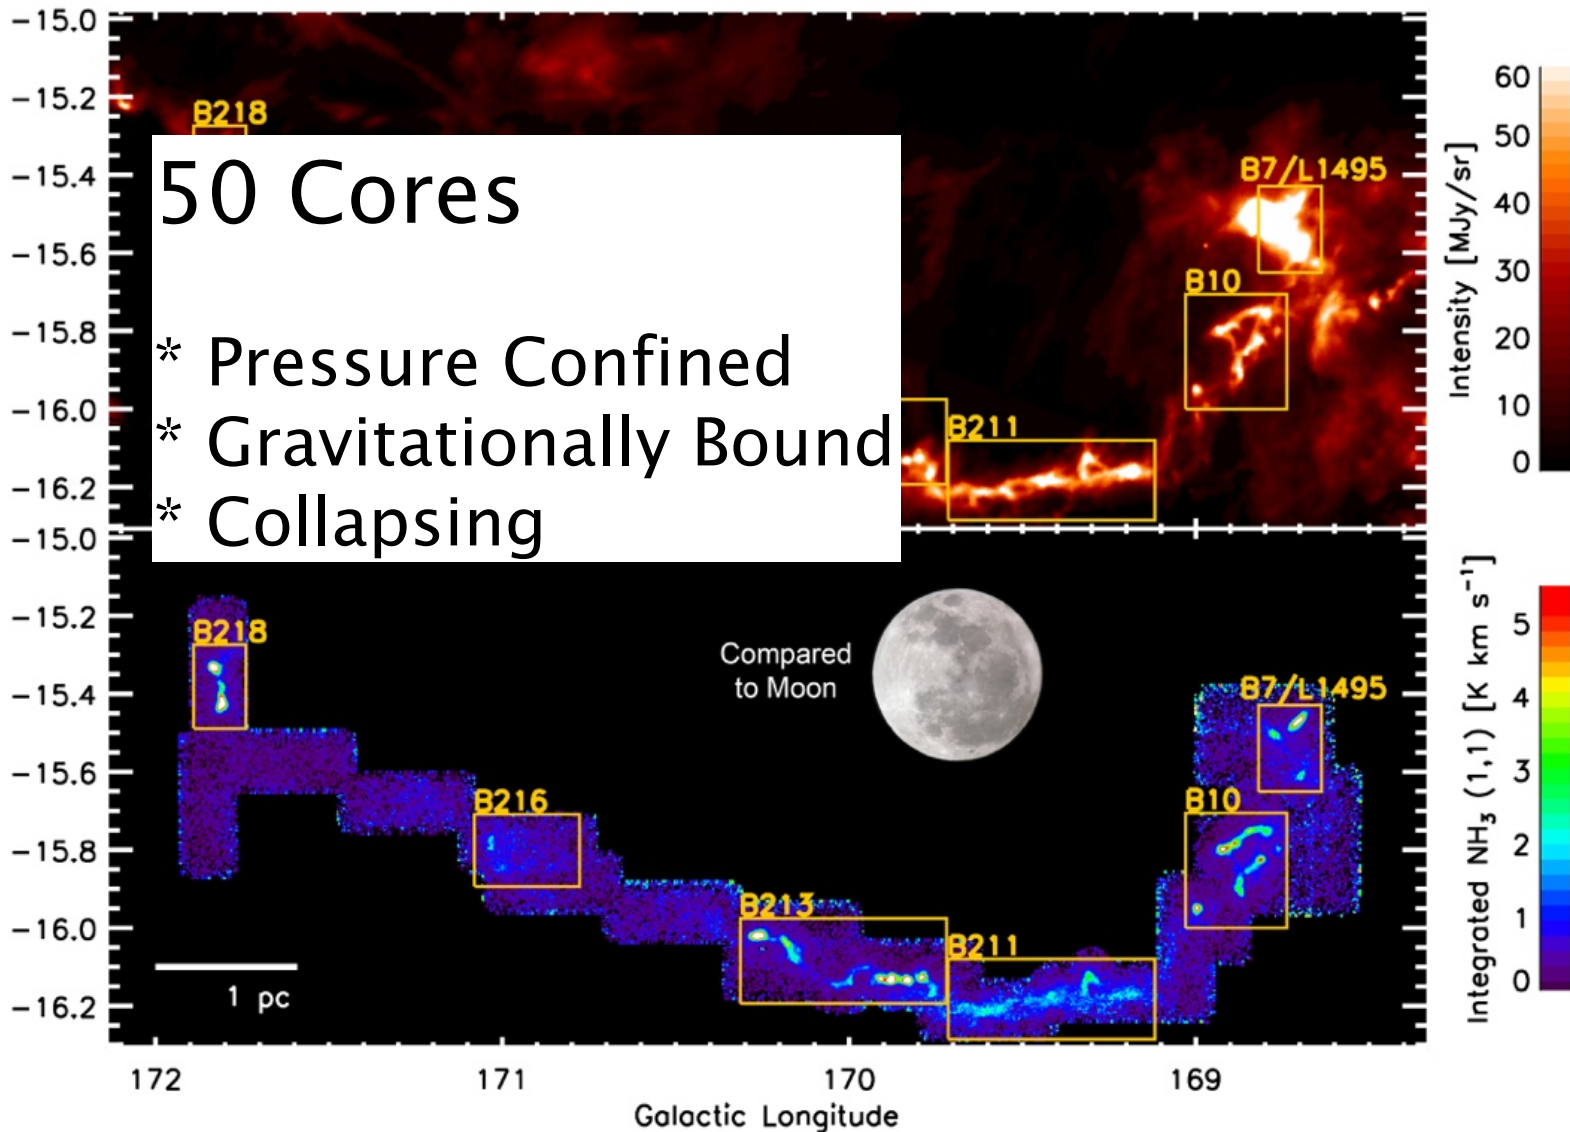 -15.0
-15.2
-15.4
-15.6
-15.8
-16.0
-16.2
B218
50 Cores
* Pressure Confined
* Gravitationally Bound
* Collapsing
B7/L1495
B10
B211
60
50
40
30
20
10
0
Intensity [MJy/sr]
-15.0
-15.2
-15.4
-15.6
-15.8
-16.0
-16.2
B218
Compared
to Moon
B7/L1495
B216
B10
B213
B211
1 pc
5
4
3
2
1
0
Integrated NH₃ (1,1) [K km s⁻¹]
172
171
170
169
Galactic Longitude